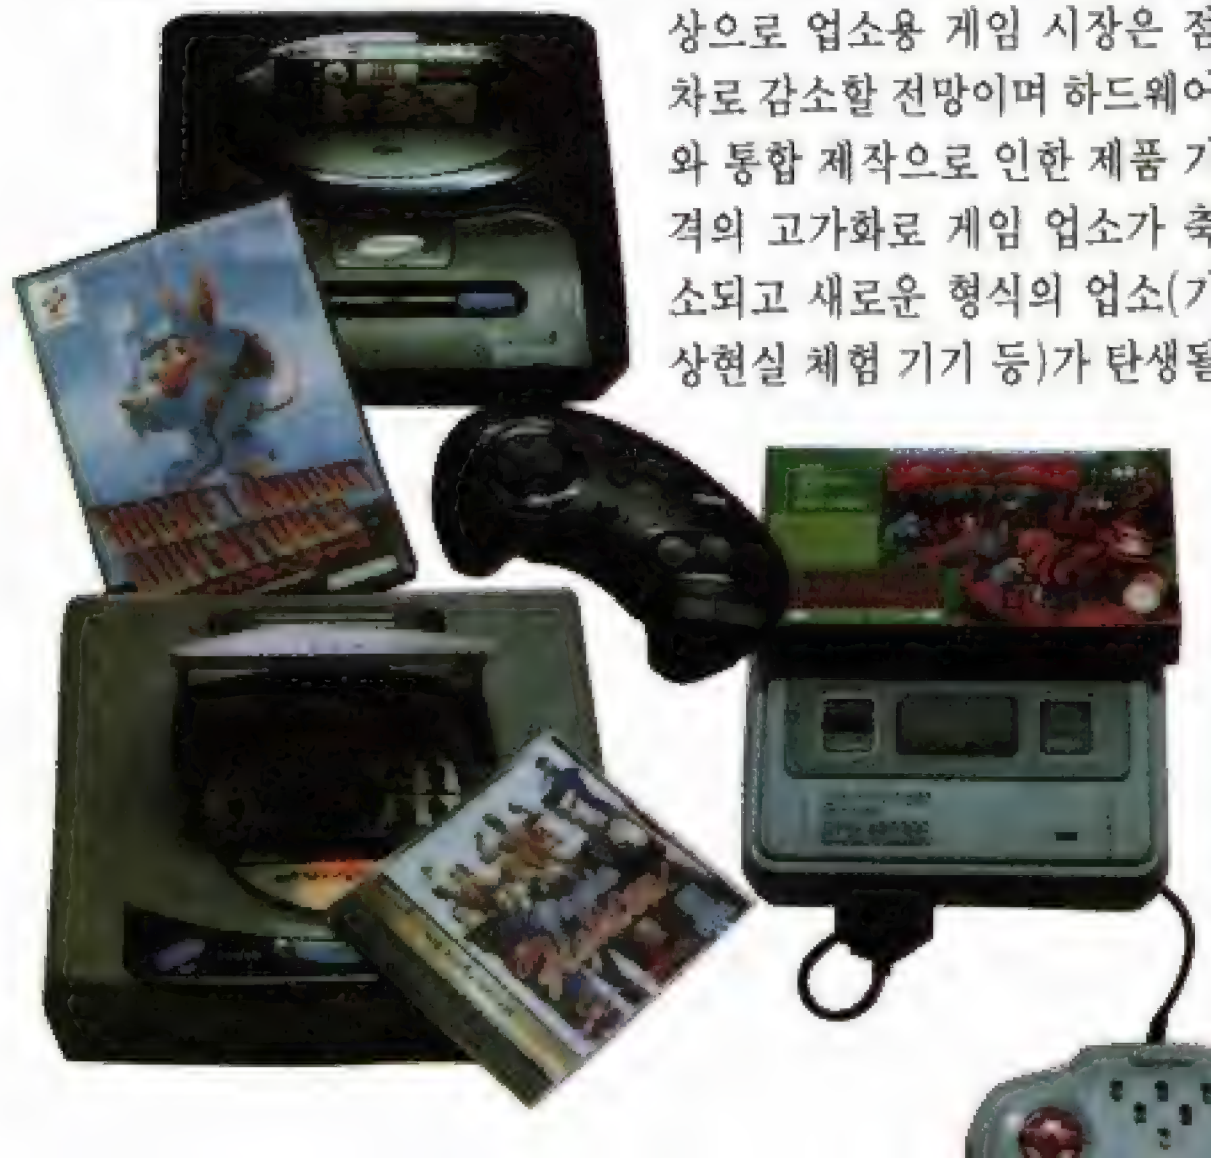 상으로 업소용 게임 시장은 점
차로 감소할 전망이며 하드웨어
와 통합 제작으로 인한 제품 가
격의 고가화로 게임 업소가 축
소되고 새로운 형식의 업소(가
상현실 체험 기기 등)가 탄생될
ROCKET KNIGHT
ADVENTURES